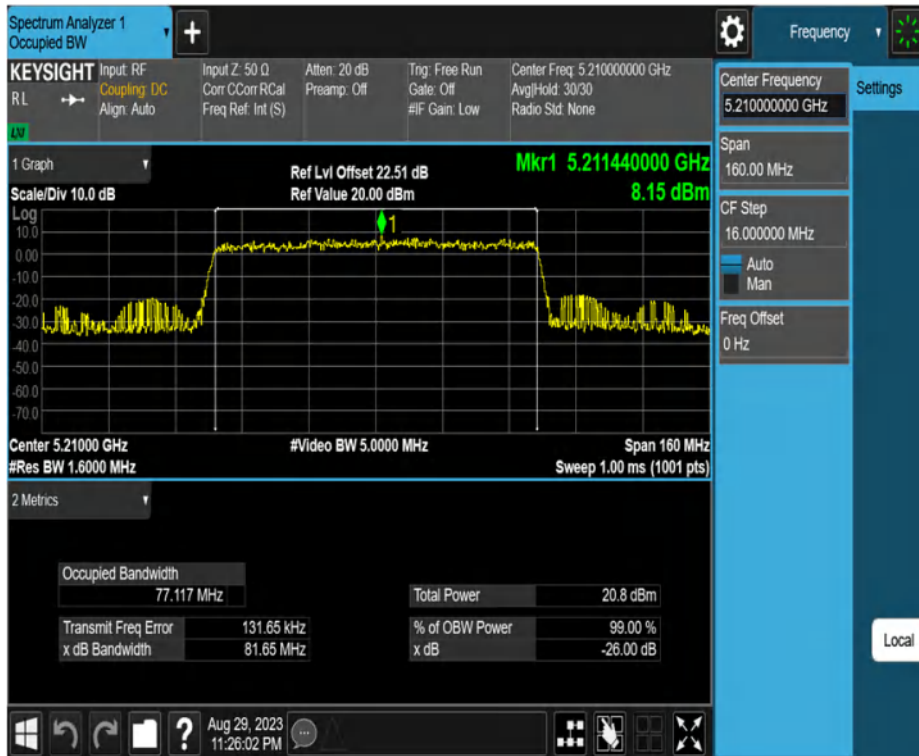 Spectrum Analyzer 1
Occupied BW
+
Frequency
KEYSIGHT
RL
LXI
Input: RF
Coupling: DC
Align: Auto
Input Z: 50 Ω
Corr CCorr RCal
Freq Ref: Int (S)
Atten: 20 dB
Preamp: Off
Trig: Free Run
Gate: Off
#IF Gain: Low
Center Freq: 5.210000000 GHz
Avg|Hold: 30/30
Radio Std: None
Center Frequency
5.210000000 GHz
Settings
Span
160.00 MHz
CF Step
16.000000 MHz
Auto
Man
Freq Offset
0 Hz
Local
1 Graph
Scale/Div 10.0 dB
Ref Lvl Offset 22.51 dB
Ref Value 20.00 dBm
Mkr1 5.211440000 GHz
8.15 dBm
Log
1
10.0
0.00
-10.0
-20.0
-30.0
-40.0
-50.0
-60.0
-70.0
Center 5.21000 GHz
#Video BW 5.0000 MHz
Span 160 MHz
#Res BW 1.6000 MHz
Sweep 1.00 ms (1001 pts)
2 Metrics
Occupied Bandwidth
77.117 MHz
Total Power 20.8 dBm
Transmit Freq Error 131.65 kHz
% of OBW Power 99.00 %
x dB Bandwidth 81.65 MHz
x dB -26.00 dB
?
Aug 29, 2023
11:26:02 PM